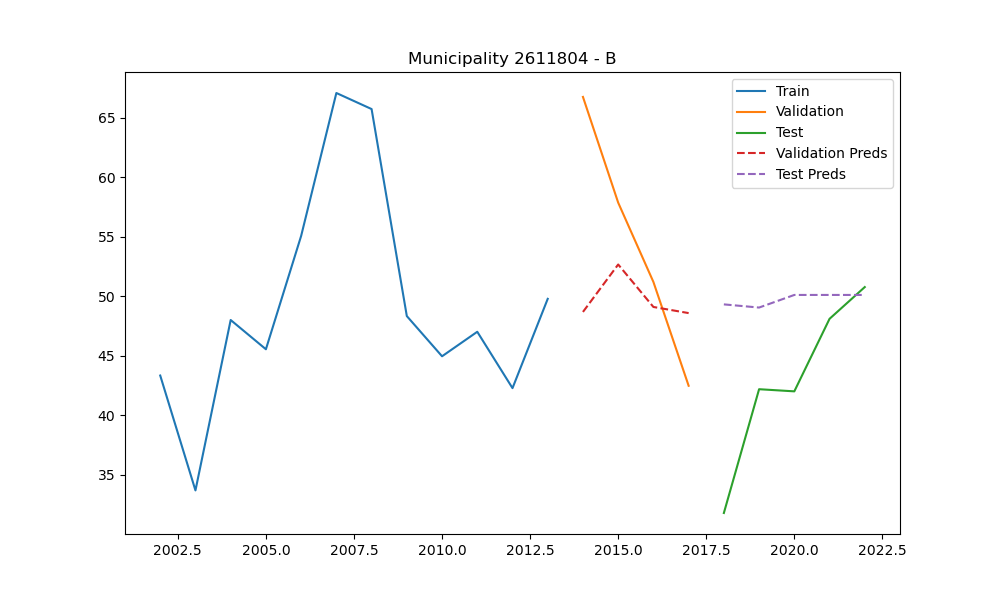 Municipality 2611804 - B
Train
Validation
Test
Validation Preds
Test Preds
65
60
55
50
45
40
35
2002.5 2005.0 2007.5 2010.0 2012.5 2015.0 2017.5 2020.0 2022.5